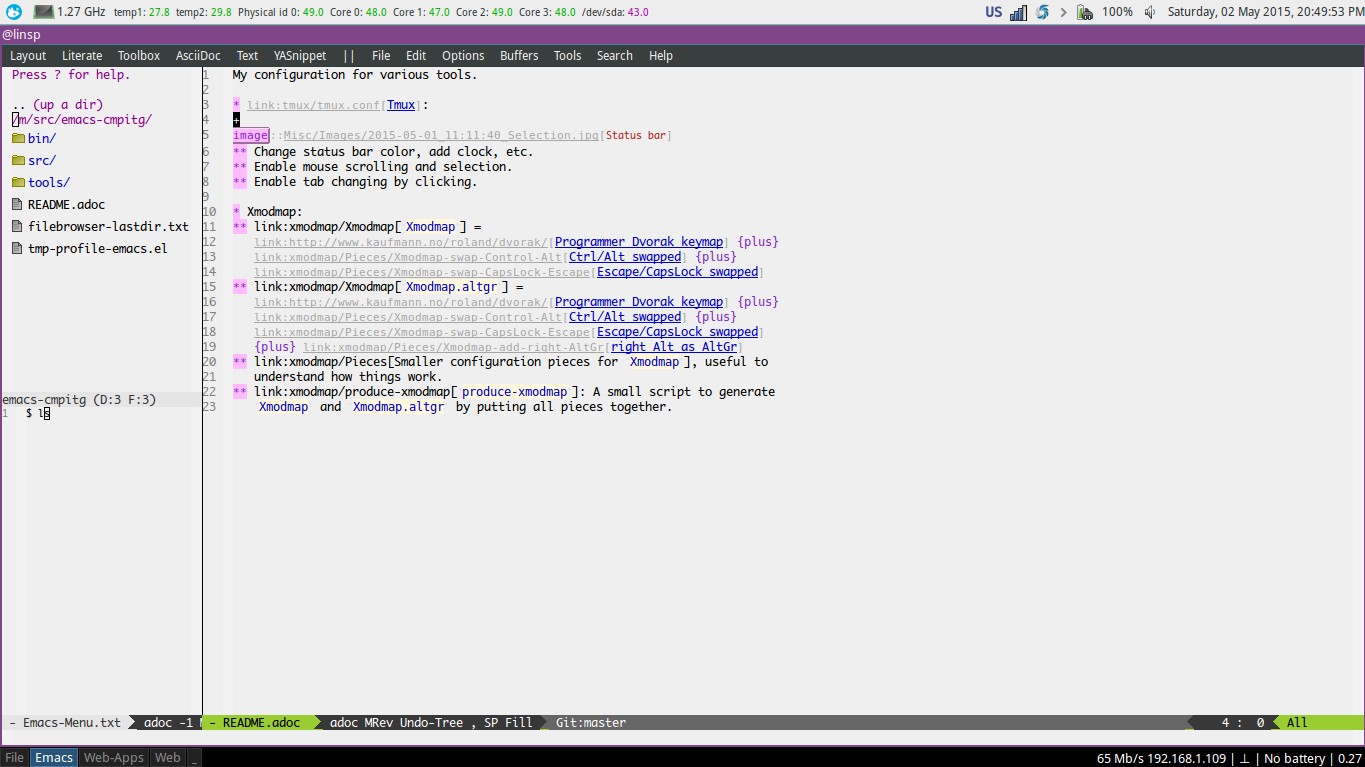 1.27 GHz temp1: 27.8 temp2: 29.8 Physical id 0: 49.0 Core 0: 48.0 Core 1: 47.0 Core 2: 49.0 Core 3: 48.0 /dev/sda: 43.0 US 100% Saturday, 02 May 2015, 20:49:53 PM
@linsp
Layout Literate Toolbox AsciiDoc Text YASnippet || File Edit Options Buffers Tools Search Help
Press ? for help.
.. (up a dir)
/m/src/emacs-cmpitg/
bin/
src/
tools/
README.adoc
filebrowser-lastdir.txt
tmp-profile-emacs.el
emacs-cmpitg (D:3 F:3)
1 $ ls
1 My configuration for various tools.
2
3 * link:tmux/tmux.conf[Tmux]:
4 +
5 image::Misc/Images/2015-05-01_11:11:40_Selection.jpg[Status bar]
6 ** Change status bar color, add clock, etc.
7 ** Enable mouse scrolling and selection.
8 ** Enable tab changing by clicking.
9
10 * Xmodmap:
11 ** link:xmodmap/Xmodmap[ Xmodmap ] =
12 link:http://www.kaufmann.no/roland/dvorak/[Programmer Dvorak keymap] {plus}
13 link:xmodmap/Pieces/Xmodmap-swap-Control-Alt[Ctrl/Alt swapped] {plus}
14 link:xmodmap/Pieces/Xmodmap-swap-CapsLock-Escape[Escape/CapsLock swapped]
15 ** link:xmodmap/Xmodmap[ Xmodmap.altgr ] =
16 link:http://www.kaufmann.no/roland/dvorak/[Programmer Dvorak keymap] {plus}
17 link:xmodmap/Pieces/Xmodmap-swap-Control-Alt[Ctrl/Alt swapped] {plus}
18 link:xmodmap/Pieces/Xmodmap-swap-CapsLock-Escape[Escape/CapsLock swapped]
19 {plus} link:xmodmap/Pieces/Xmodmap-add-right-AltGr[right Alt as AltGr]
20 ** link:xmodmap/Pieces[Smaller configuration pieces for Xmodmap ], useful to
21 understand how things work.
22 ** link:xmodmap/produce-xmodmap[ produce-xmodmap ]: A small script to generate
23 Xmodmap and Xmodmap.altgr by putting all pieces together.
- Emacs-Menu.txt adoc -1 - README.adoc adoc MRev Undo-Tree , SP Fill Git:master 4 : 0 All
File Emacs Web-Apps Web _ 65 Mb/s 192.168.1.109 | ⊥ | No battery | 0.27